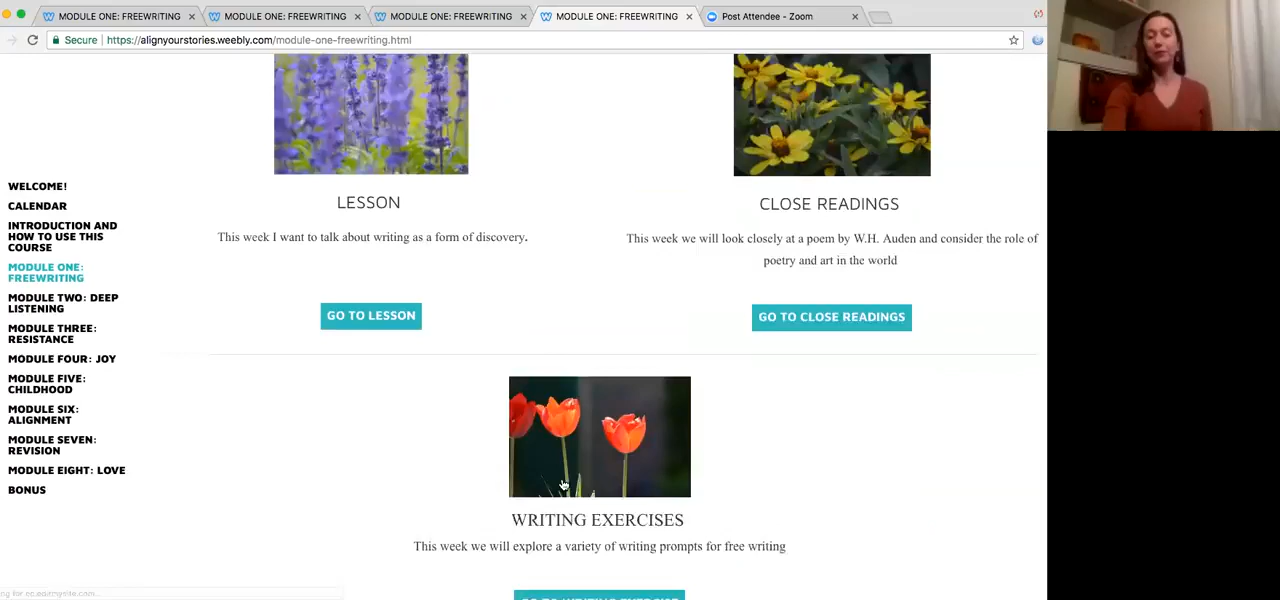 MODULE ONE: FREEWRITING
MODULE ONE: FREEWRITING
MODULE ONE: FREEWRITING
MODULE ONE: FREEWRITING
Post Attendee - Zoom
Secure
https://alignyourstories.weebly.com/module-one-freewriting.html
WELCOME!
CALENDAR
INTRODUCTION AND
HOW TO USE THIS
COURSE
MODULE ONE:
FREEWRITING
MODULE TWO: DEEP
LISTENING
MODULE THREE:
RESISTANCE
MODULE FOUR: JOY
MODULE FIVE:
CHILDHOOD
MODULE SIX:
ALIGNMENT
MODULE SEVEN:
REVISION
MODULE EIGHT: LOVE
BONUS
LESSON
This week I want to talk about writing as a form of discovery.
GO TO LESSON
CLOSE READINGS
This week we will look closely at a poem by W.H. Auden and consider the role of
poetry and art in the world
GO TO CLOSE READINGS
WRITING EXERCISES
This week we will explore a variety of writing prompts for free writing
GO TO WRITING EXERCISE